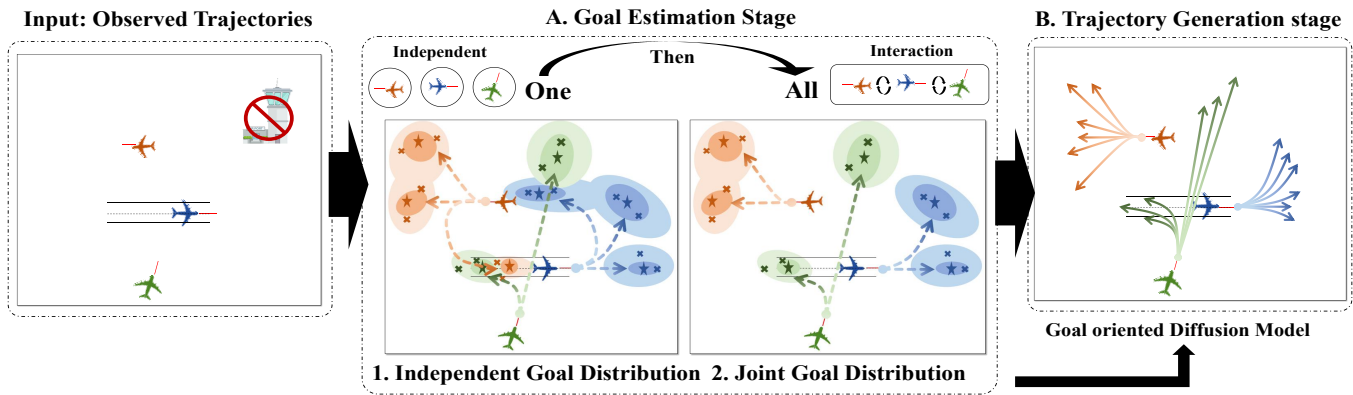 Input: Observed Trajectories
A. Goal Estimation Stage
B. Trajectory Generation stage
Independent
Then
Interaction
One
All
1. Independent Goal Distribution
2. Joint Goal Distribution
Goal oriented Diffusion Model